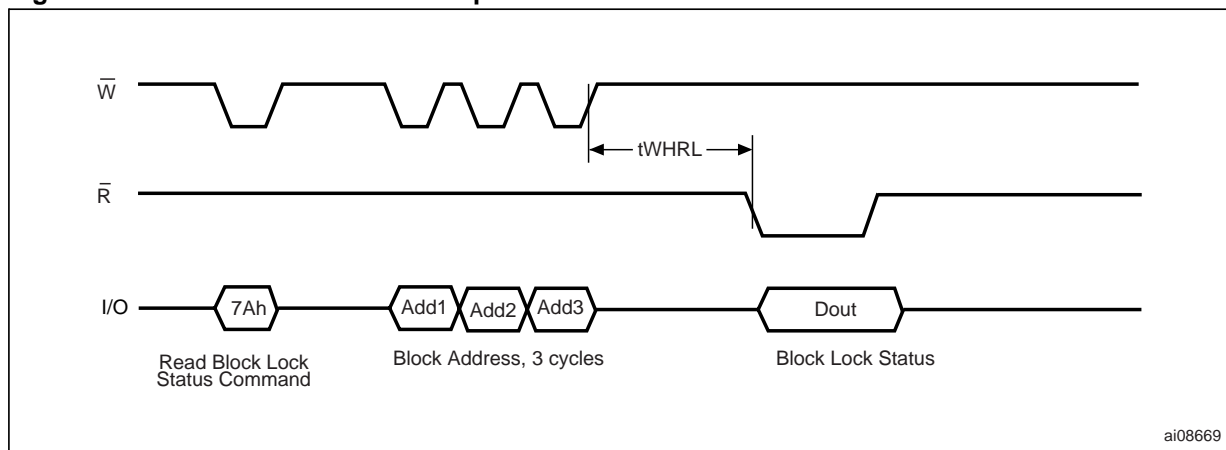 W
tWHRL
R
I/O
7Ah
Add1
Add2
Add3
Dout
Read Block Lock
Status Command
Block Address, 3 cycles
Block Lock Status
ai08669